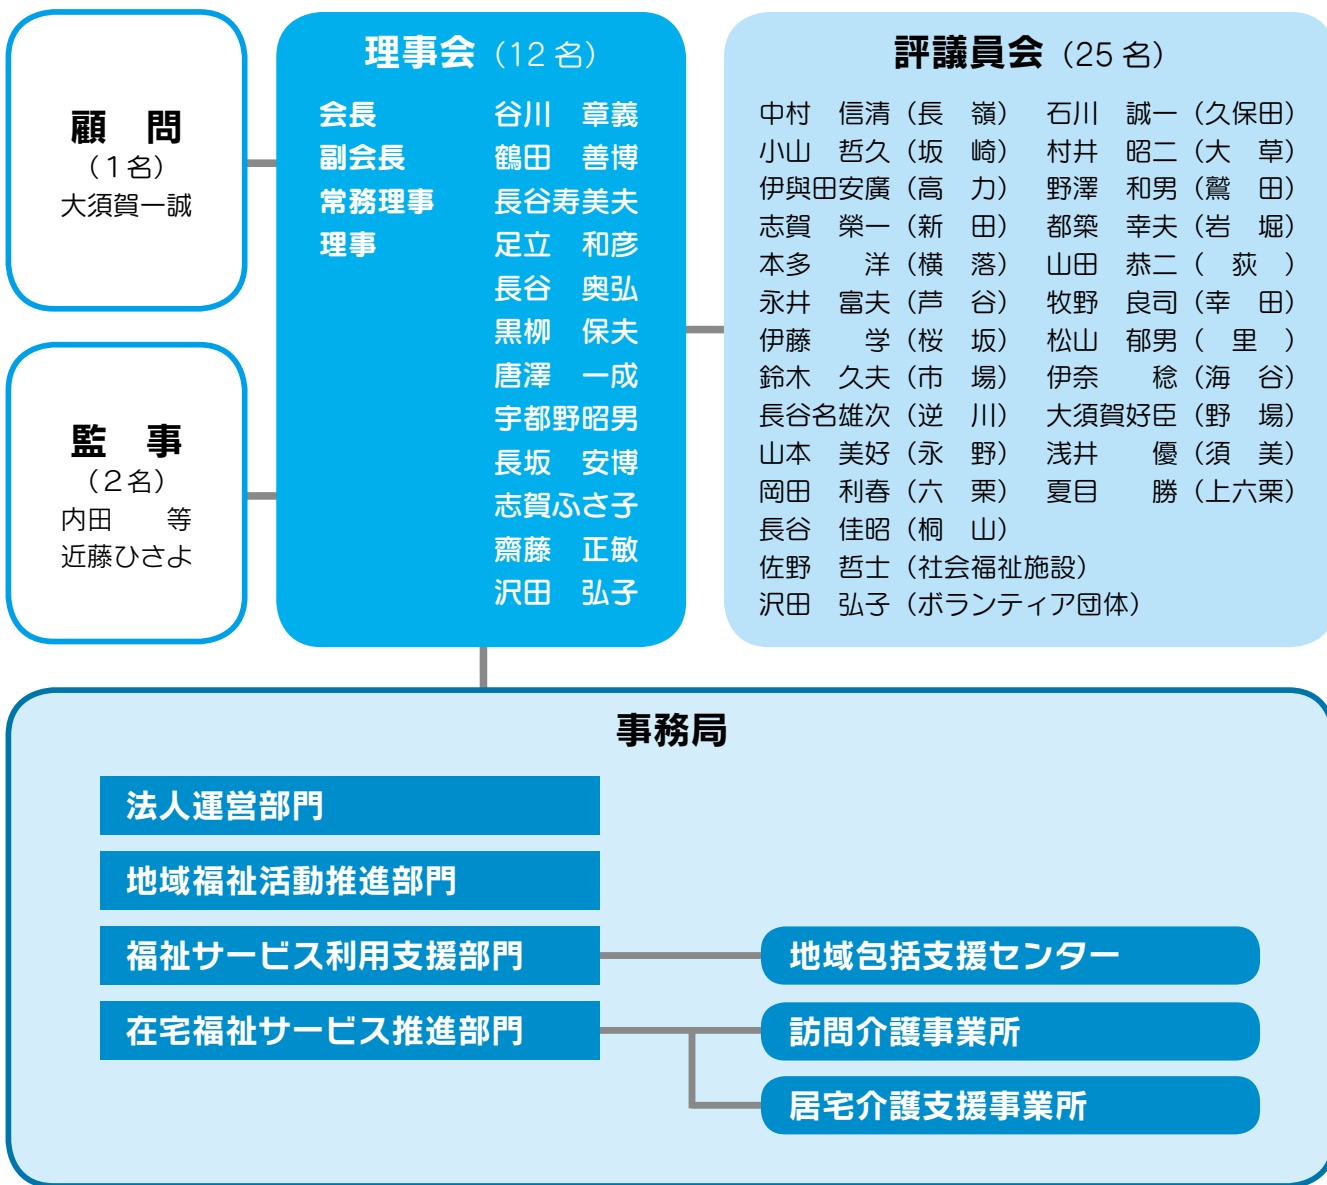 顧　問
（1名）
大須賀一誠
監　事
（2名）
内田　　等
近藤ひさよ
理事会（12名）
会長　谷川　章義
副会長　鶴田　善博
常務理事　長谷寿美夫
理事　足立　和彦
長谷　奥弘
黒柳　保夫
唐澤　一成
宇都野昭男
長坂　安博
志賀ふさ子
齋藤　正敏
沢田　弘子
評議員会（25名）
中村　信清（長　嶺）　石川　誠一（久保田）
小山　哲久（坂　崎）　村井　昭二（大　草）
伊與田安廣（高　力）　野澤　和男（鷲　田）
志賀　榮一（新　田）　都築　幸夫（岩　堀）
本多　　洋（横　落）　山田　恭二（　荻　）
永井　富夫（芦　谷）　牧野　良司（幸　田）
伊藤　　学（桜　坂）　松山　郁男（　里　）
鈴木　久夫（市　場）　伊奈　　稔（海　谷）
長谷名雄次（逆　川）　大須賀好臣（野　場）
山本　美好（永　野）　浅井　　優（須　美）
岡田　利春（六　栗）　夏目　　勝（上六栗）
長谷　佳昭（桐　山）
佐野　哲士（社会福祉施設）
沢田　弘子（ボランティア団体）
事務局
法人運営部門
地域福祉活動推進部門
福祉サービス利用支援部門
地域包括支援センター
在宅福祉サービス推進部門
訪問介護事業所
居宅介護支援事業所